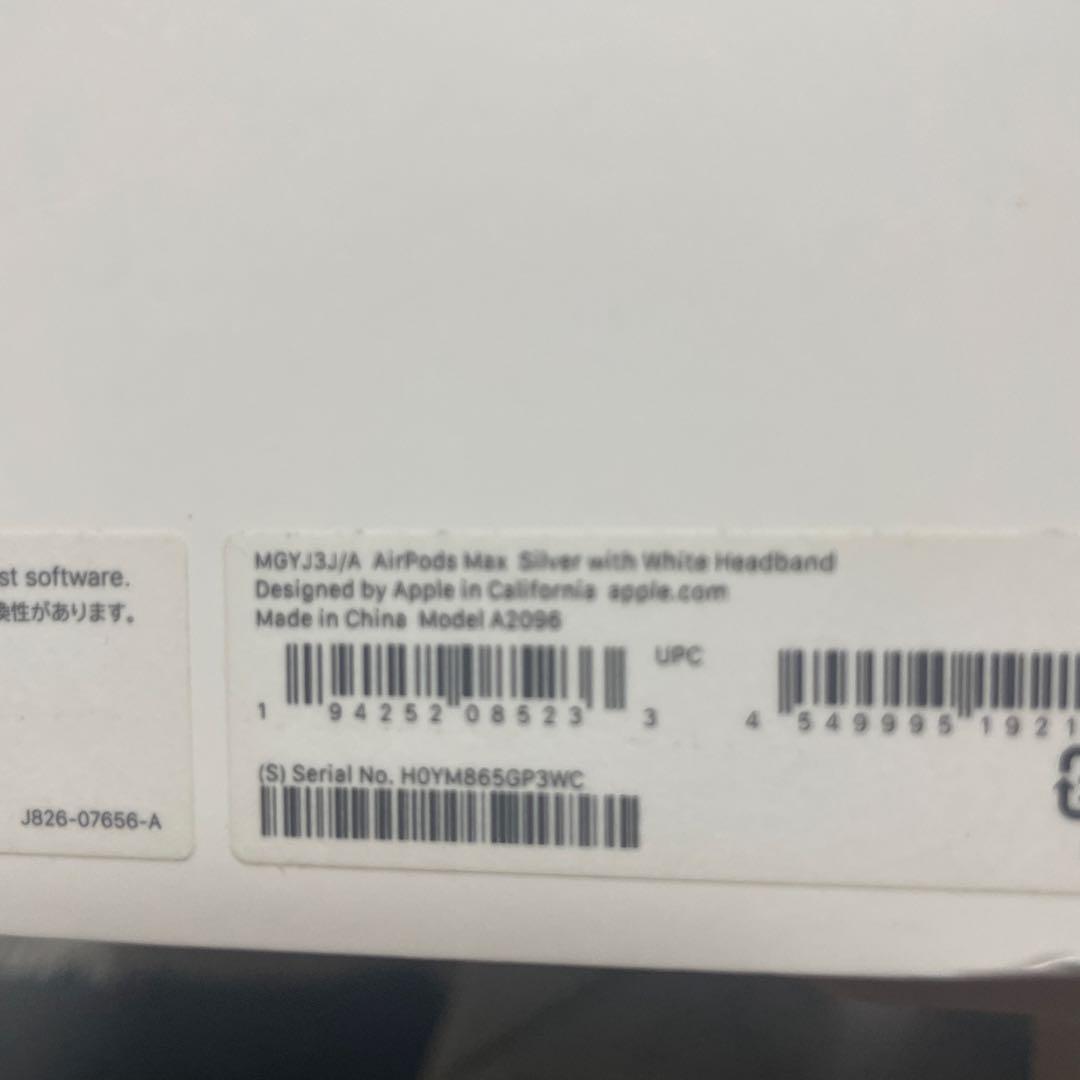 st software.
換性があります。
J826-07656-A
MGYJ3J/A AirPods Max Silver with White Headband
Designed by Apple in California apple.com
Made in China Model A2096
UPC
1 94252 08523 3
4 549995 1921
(S) Serial No. H0YM865GP3WC